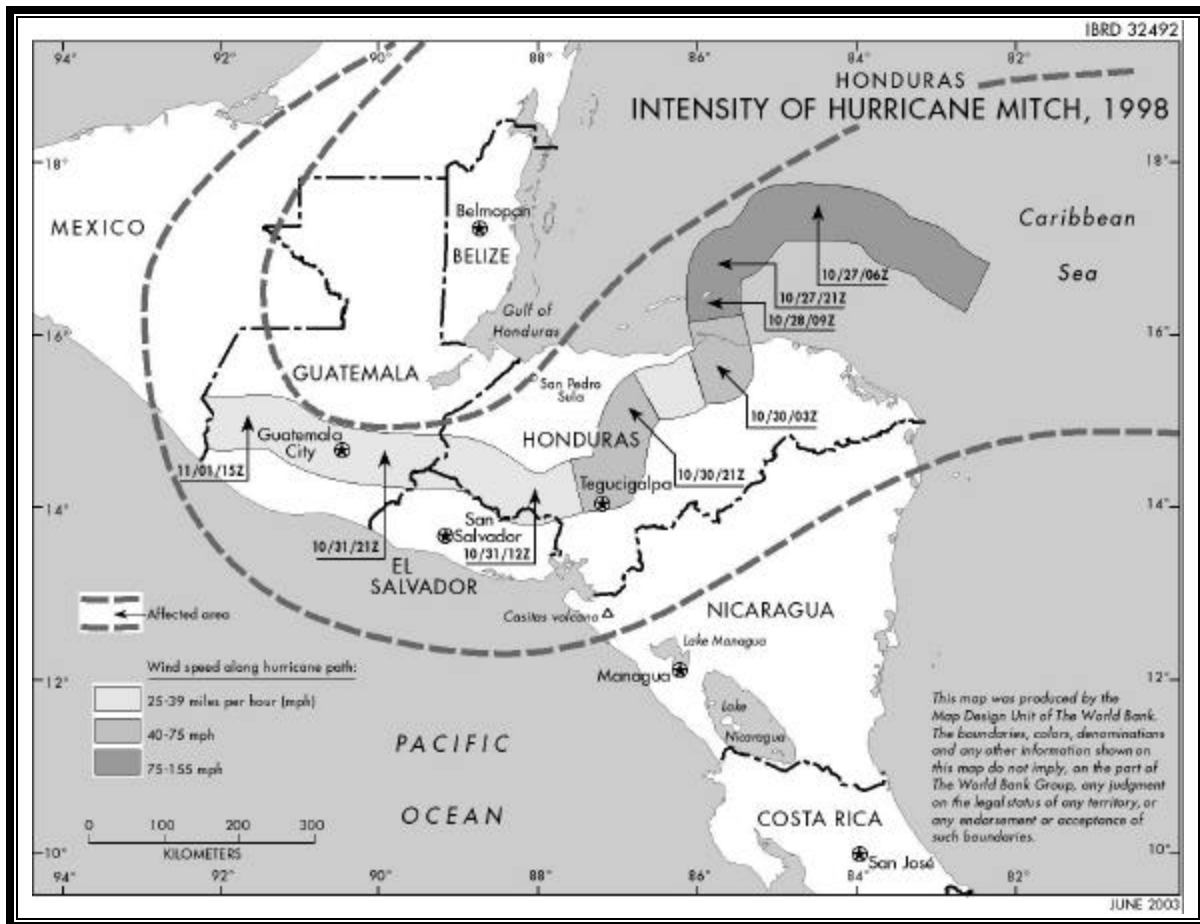 IBRD 32492
94°
92°
90°
88°
86°
84°
82°
HONDURAS
INTENSITY OF HURRICANE MITCH, 1998
18°
18°
MEXICO
Belmopan
BELIZE
Caribbean
Sea
10/27/06Z
10/27/21Z
10/28/09Z
Gulf of
Honduras
16°
16°
GUATEMALA
San Pedro
Sula
10/30/03Z
Guatemala
City
HONDURAS
11/01/15Z
10/30/21Z
Tegucigalpa
14°
14°
San
Salvador
10/31/21Z
10/31/12Z
EL
SALVADOR
Affected area
Casitas volcano
NICARAGUA
Lake Managua
Managua
Wind speed along hurricane path:
12°
12°
25-39 miles per hour (mph)
40-75 mph
75-155 mph
Lake
Nicaragua
This map was produced by the
Map Design Unit of The World Bank.
The boundaries, colors, denominations
and any other information shown on
this map do not imply, on the part of
The World Bank Group, any judgment
on the legal status of any territory, or
any endorsement or acceptance of
such boundaries.
PACIFIC
OCEAN
COSTA RICA
San José
0 100 200 300
KILOMETERS
10°
10°
94°
92°
90°
88°
86°
84°
82°
JUNE 2003